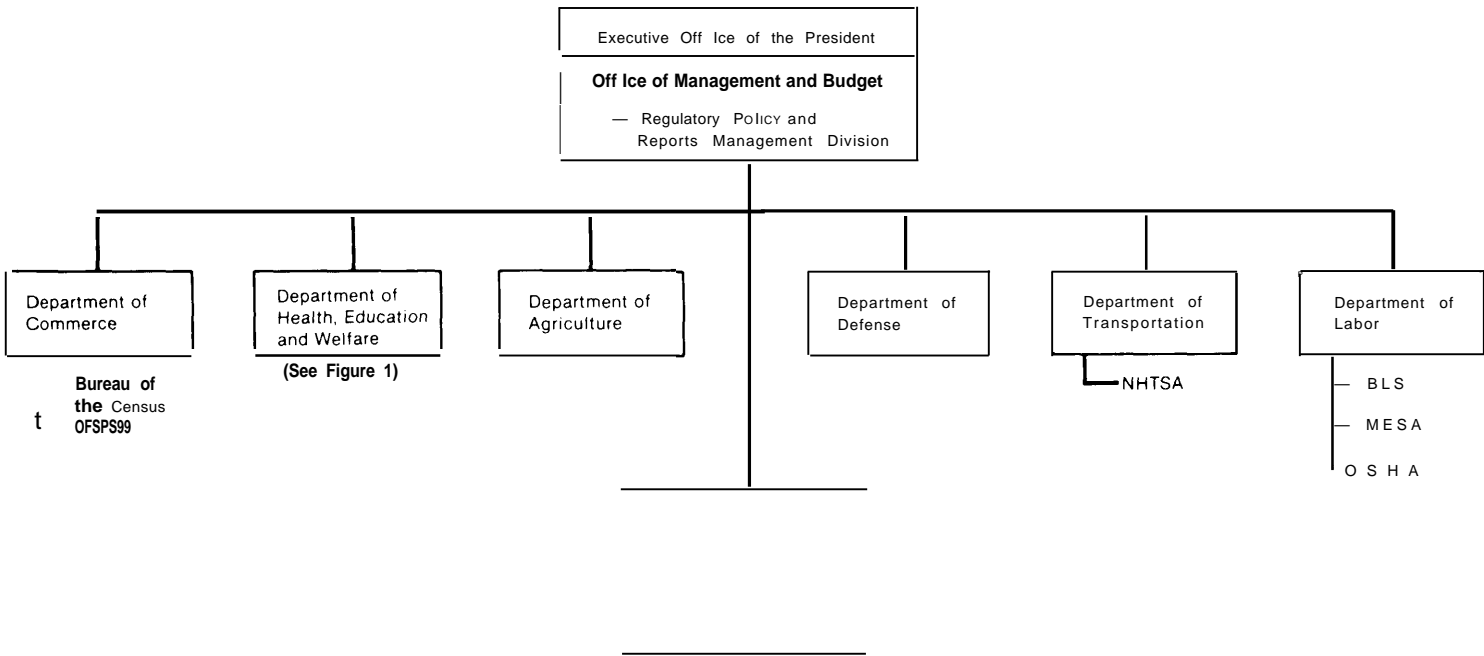 Executive Off Ice of the President
Off Ice of Management and Budget
— Regulatory POlICY and
Reports Management Division
Department of
Commerce
Bureau of
the Census
t OFSPS99
Department of
Health, Education
and Welfare
(See Figure 1)
Department of
Agriculture
Department of
Defense
Department of
Transportation
NHTSA
Department of
Labor
— BLS
— MESA
OSHA